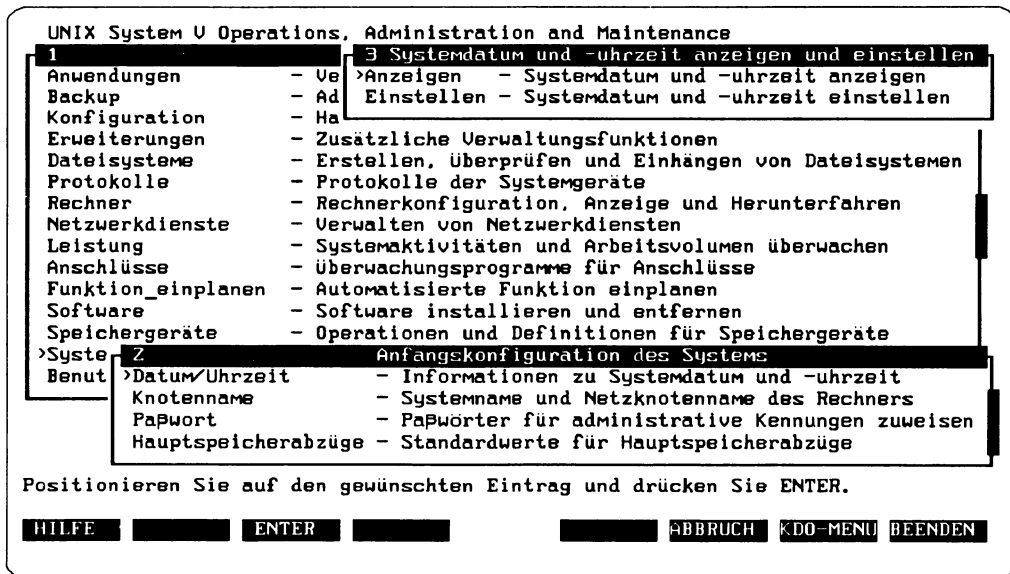 UNIX System V Operations, Administration and Maintenance
1
3 Systemdatum und -uhrzeit anzeigen und einstellen
Anwendungen – Ve
>Anzeigen – Systemdatum und -uhrzeit anzeigen
Backup – Ad
Einstellen – Systemdatum und -uhrzeit einstellen
Konfiguration – Ha
Erweiterungen – Zusätzliche Verwaltungsfunktionen
Dateisysteme – Erstellen, überprüfen und Einhängen von Dateisystemen
Protokolle – Protokolle der Systemgeräte
Rechner – Rechnerkonfiguration, Anzeige und Herunterfahren
Netzwerkdienste – Verwalten von Netzwerkdiensten
Leistung – Systemaktivitäten und Arbeitsvolumen überwachen
Anschlüsse – überwachungsprogramme für Anschlüsse
Funktion_einplanen – Automatisierte Funktion einplanen
Software – Software installieren und entfernen
Speichergeräte – Operationen und Definitionen für Speichergeräte
>Syste
2 Anfangskonfiguration des Systems
Benut
>Datum/Uhrzeit – Informationen zu Systemdatum und -uhrzeit
Knotenname – Systemname und Netzknotenname des Rechners
Paßwort – Paßwörter für administrative Kennungen zuweisen
Hauptspeicherabzüge – Standardwerte für Hauptspeicherabzüge
Positionieren Sie auf den gewünschten Eintrag und drücken Sie ENTER.
HILFE ENTER ABBRUCH KDO-MENU BEENDEN